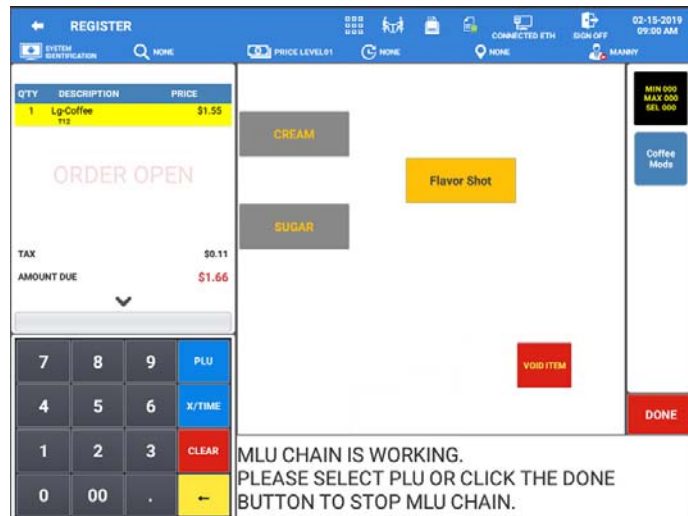 REGISTER
CONNECTED ETH
SIGN OFF
02-15-2019
09:00 AM
SYSTEM
IDENTIFICATION
NONE
PRICE LEVEL01
NONE
NONE
MANNY
Q'TY DESCRIPTION PRICE
1 Lg-Coffee $1.55
T12
ORDER OPEN
TAX $0.11
AMOUNT DUE $1.66
7 8 9 PLU
4 5 6 X/TIME
1 2 3 CLEAR
0 00 . ←
CREAM
Flavor Shot
SUGAR
VOID ITEM
MIN 000
MAX 000
SEL 000
Coffee
Mods
DONE
MLU CHAIN IS WORKING.
PLEASE SELECT PLU OR CLICK THE DONE
BUTTON TO STOP MLU CHAIN.